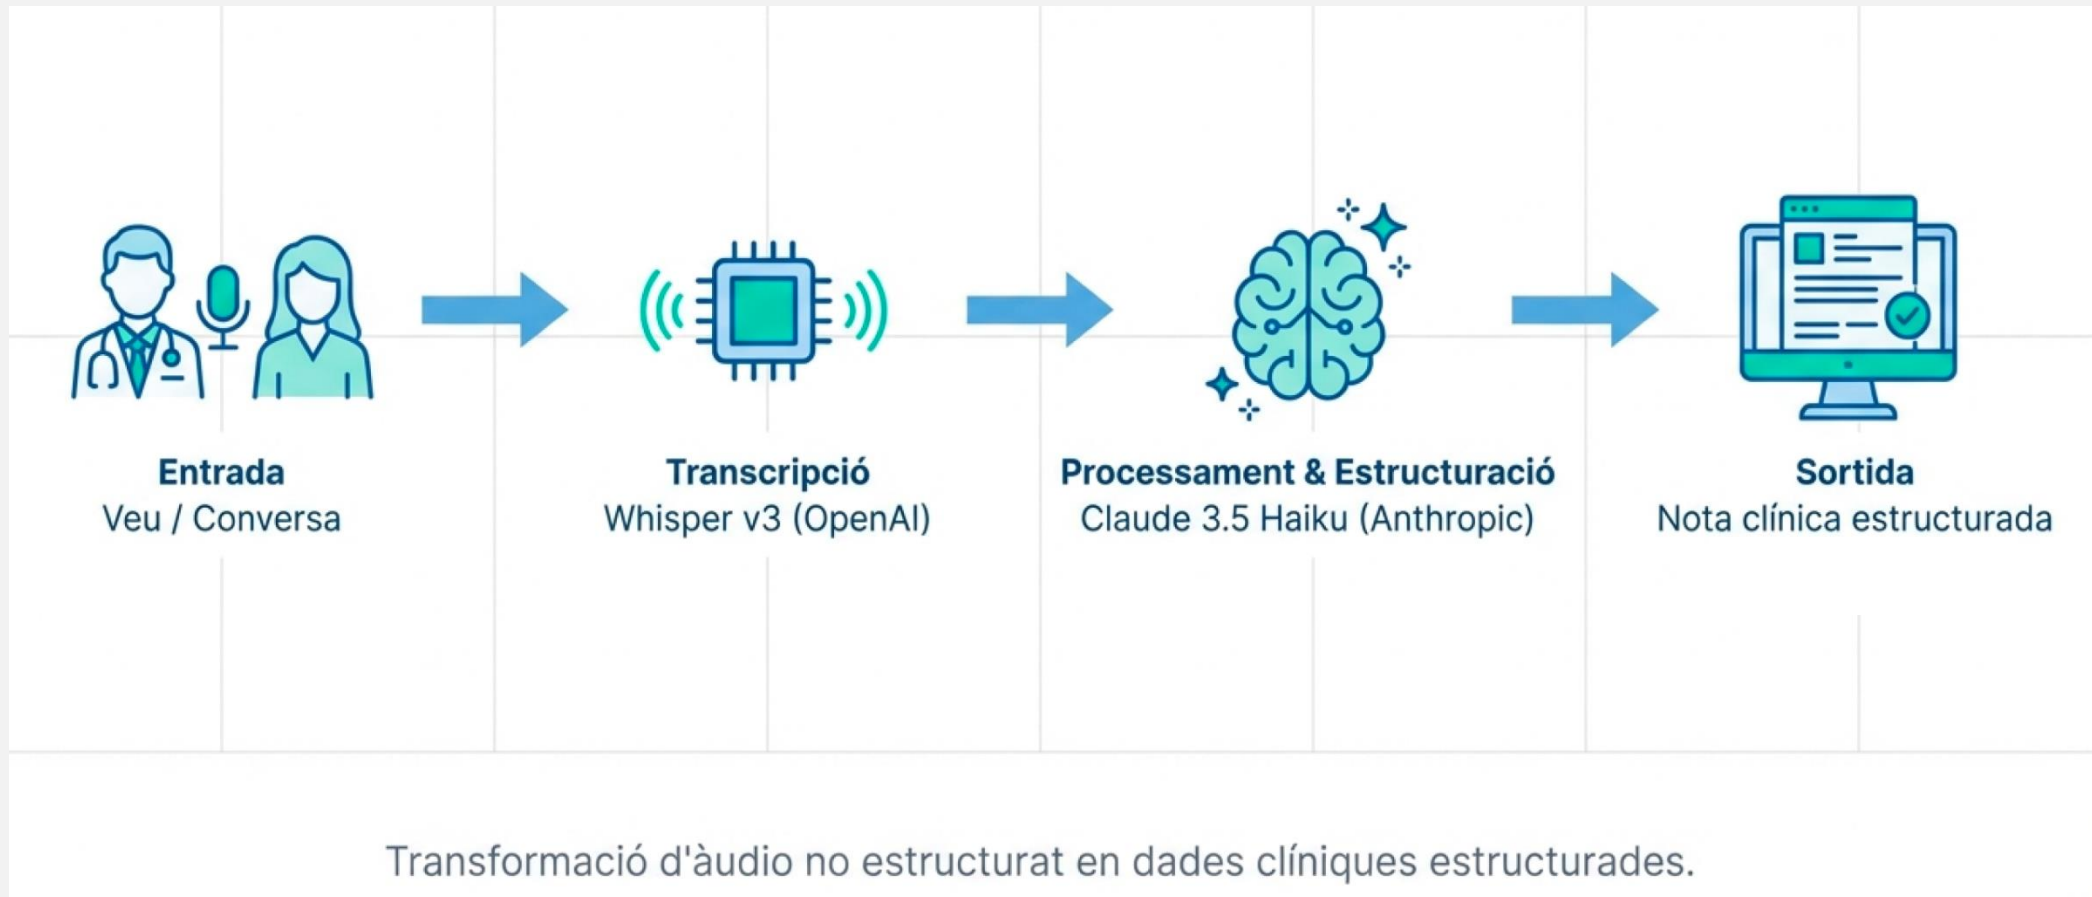 Entrada
Veu / Conversa
Transcripció
Whisper v3 (OpenAI)
Processament & Estructuració
Claude 3.5 Haiku (Anthropic)
Sortida
Nota clínica estructurada
Transformació d'àudio no estructurat en dades clíniques estructurades.